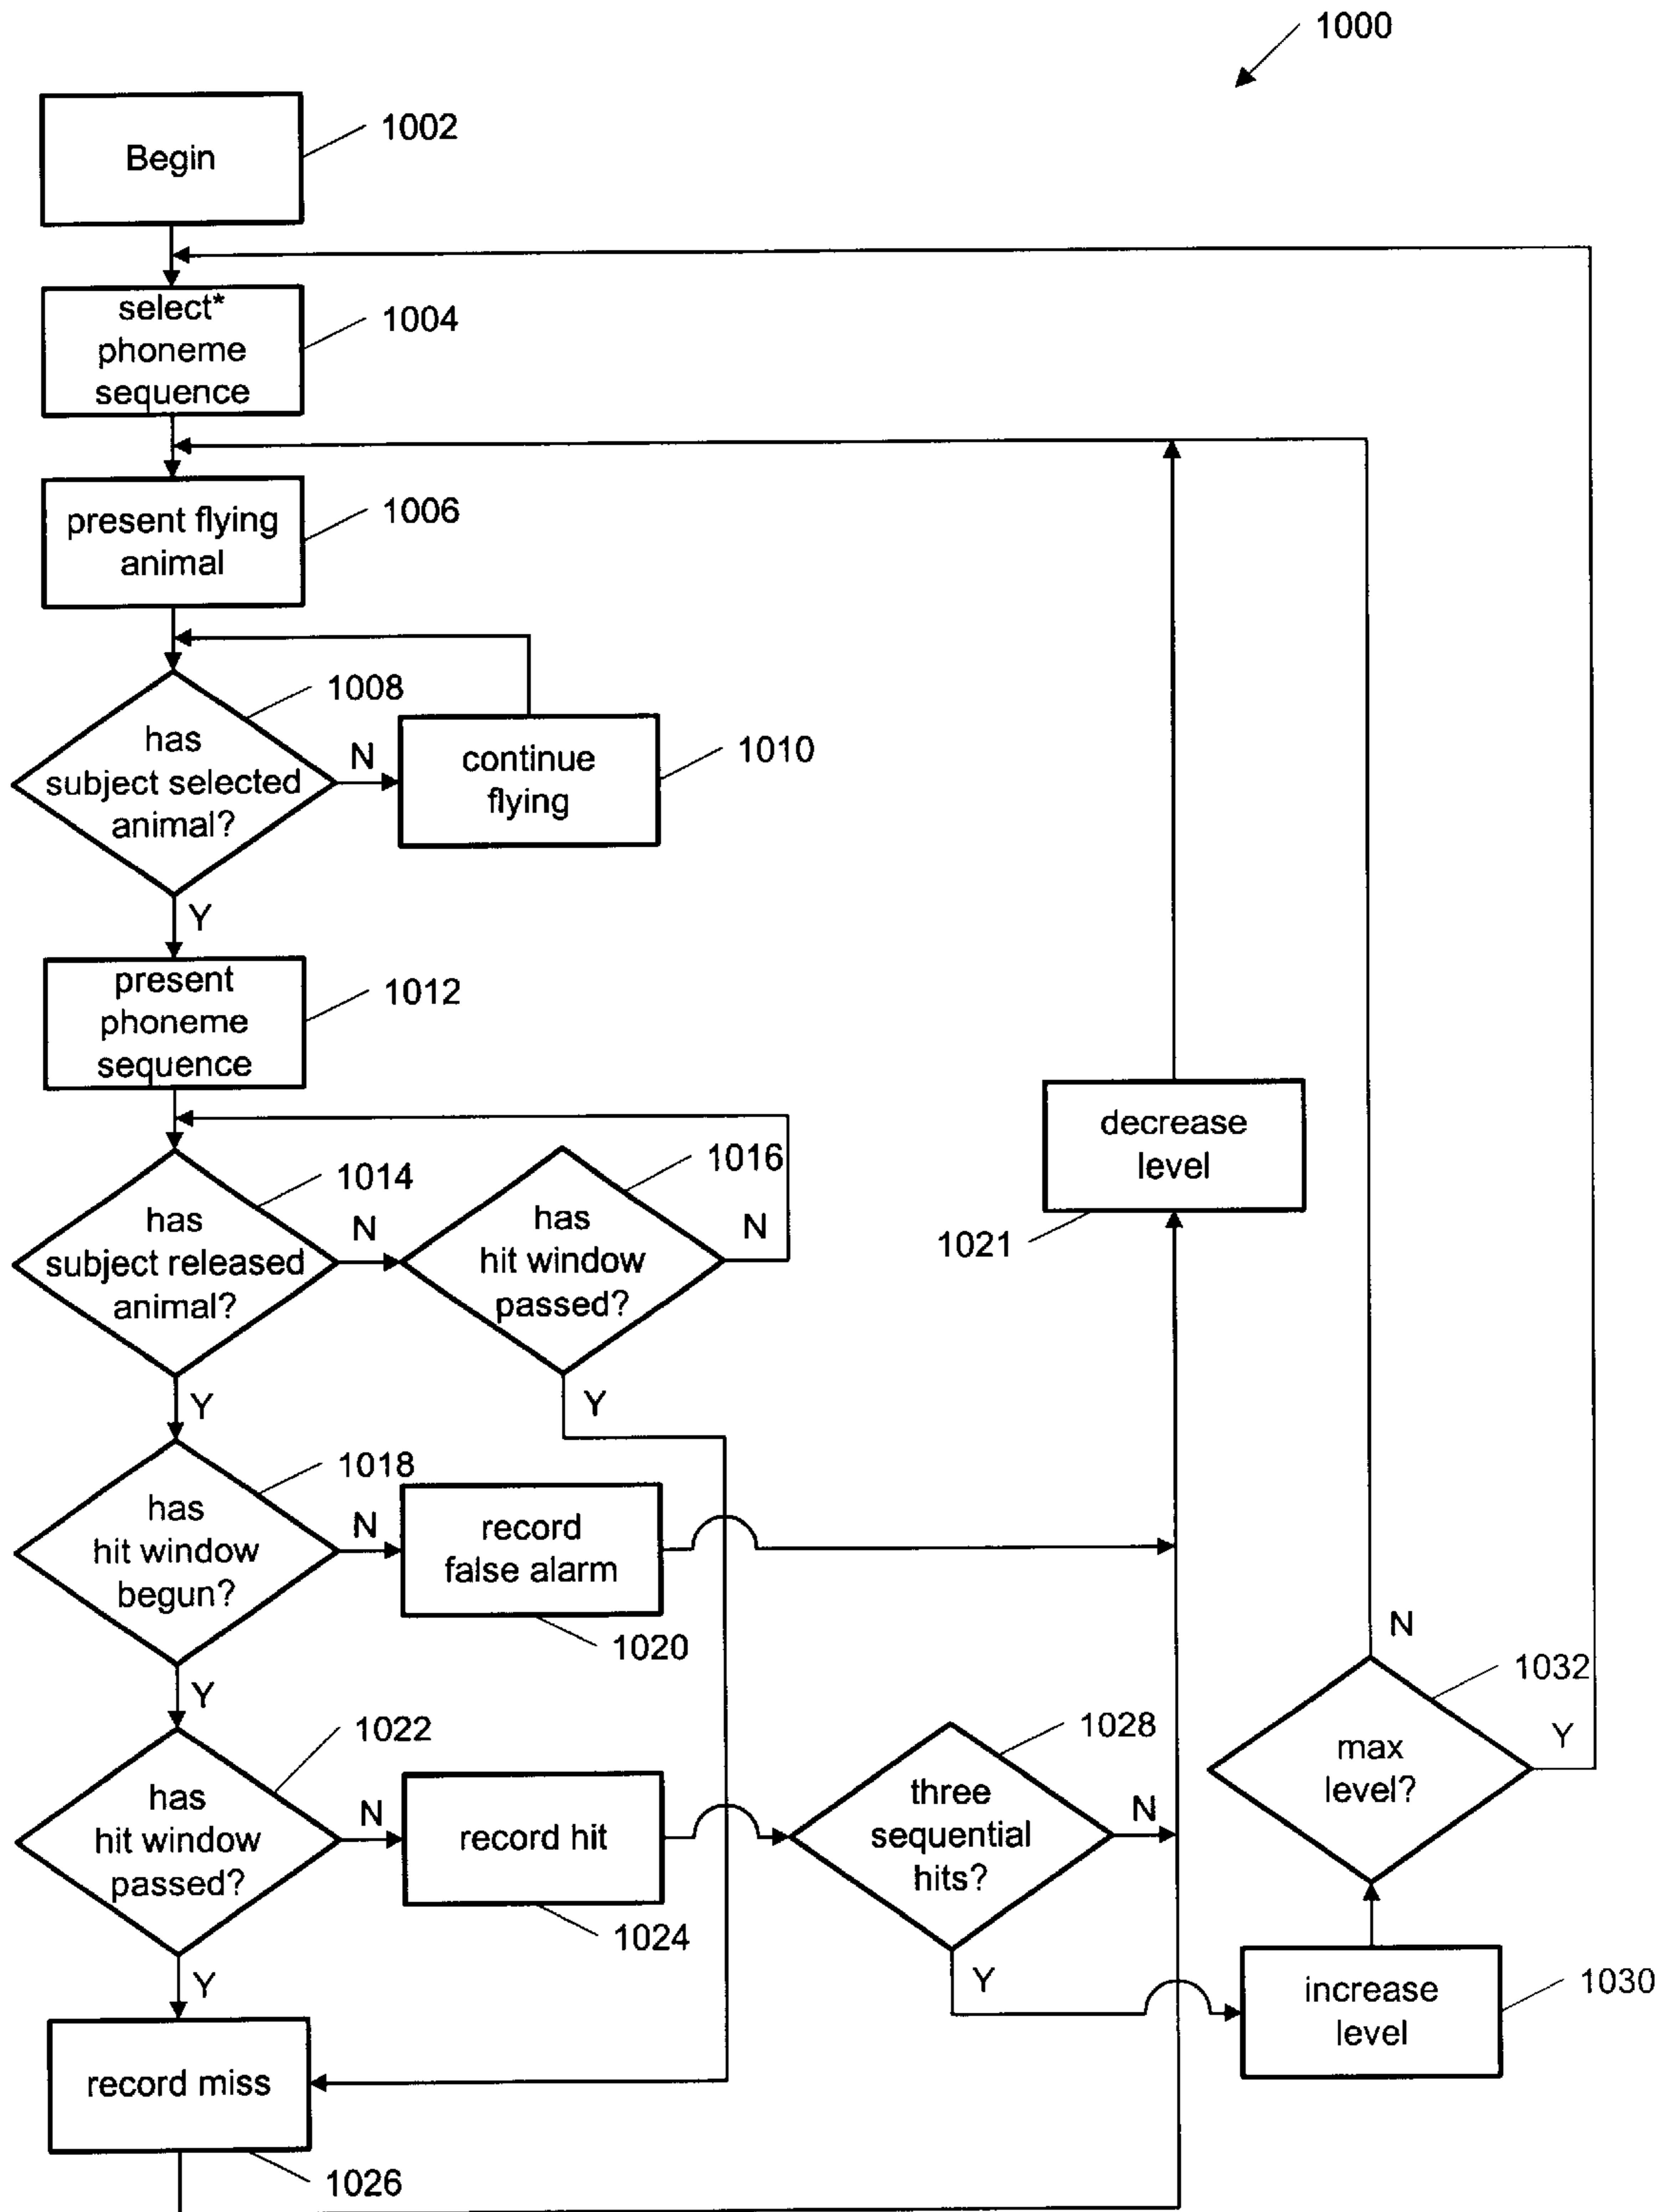 1000
Begin
1002
select*
phoneme
sequence
1004
present flying
animal
1006
has
subject selected
animal?
1008
N
continue
flying
1010
Y
present
phoneme
sequence
1012
decrease
level
1021
has
subject released
animal?
1014
N
has
hit window
passed?
1016
N
Y
Y
has
hit window
begun?
1018
N
record
false alarm
1020
Y
has
hit window
passed?
1022
N
record hit
1024
three
sequential
hits?
1028
N
Y
max
level?
1032
N
Y
increase
level
1030
Y
record miss
1026